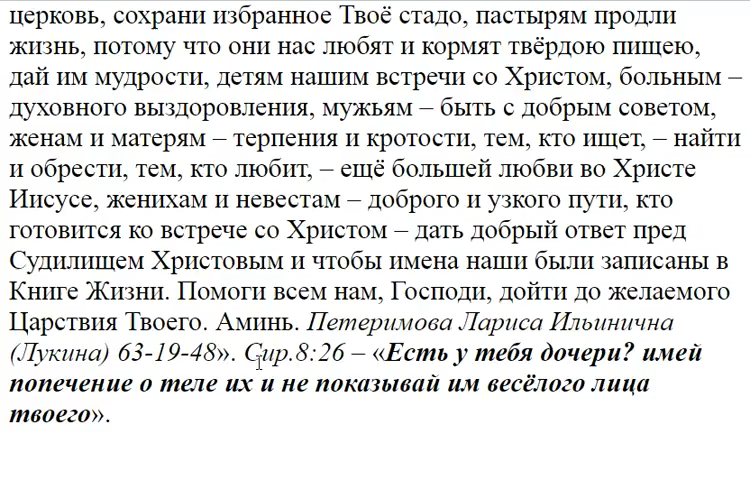 церковь, сохрани избранное Твоё стадо, пастырям продли
жизнь, потому что они нас любят и кормят твёрдою пищею,
дай им мудрости, детям нашим встречи со Христом, больным –
духовного выздоровления, мужьям – быть с добрым советом,
женам и матерям – терпения и кротости, тем, кто ищет, – найти
и обрести, тем, кто любит, – ещё большей любви во Христе
Иисусе, женихам и невестам – доброго и узкого пути, кто
готовится ко встрече со Христом – дать добрый ответ пред
Судилищем Христовым и чтобы имена наши были записаны в
Книге Жизни. Помоги всем нам, Господи, дойти до желаемого
Царствия Твоего. Аминь. Петеримова Лариса Ильинична
(Лукина) 63-19-48». Сир.8:26 – «Есть у тебя дочери? имей
попечение о теле их и не показывай им весёлого лица
твоего».